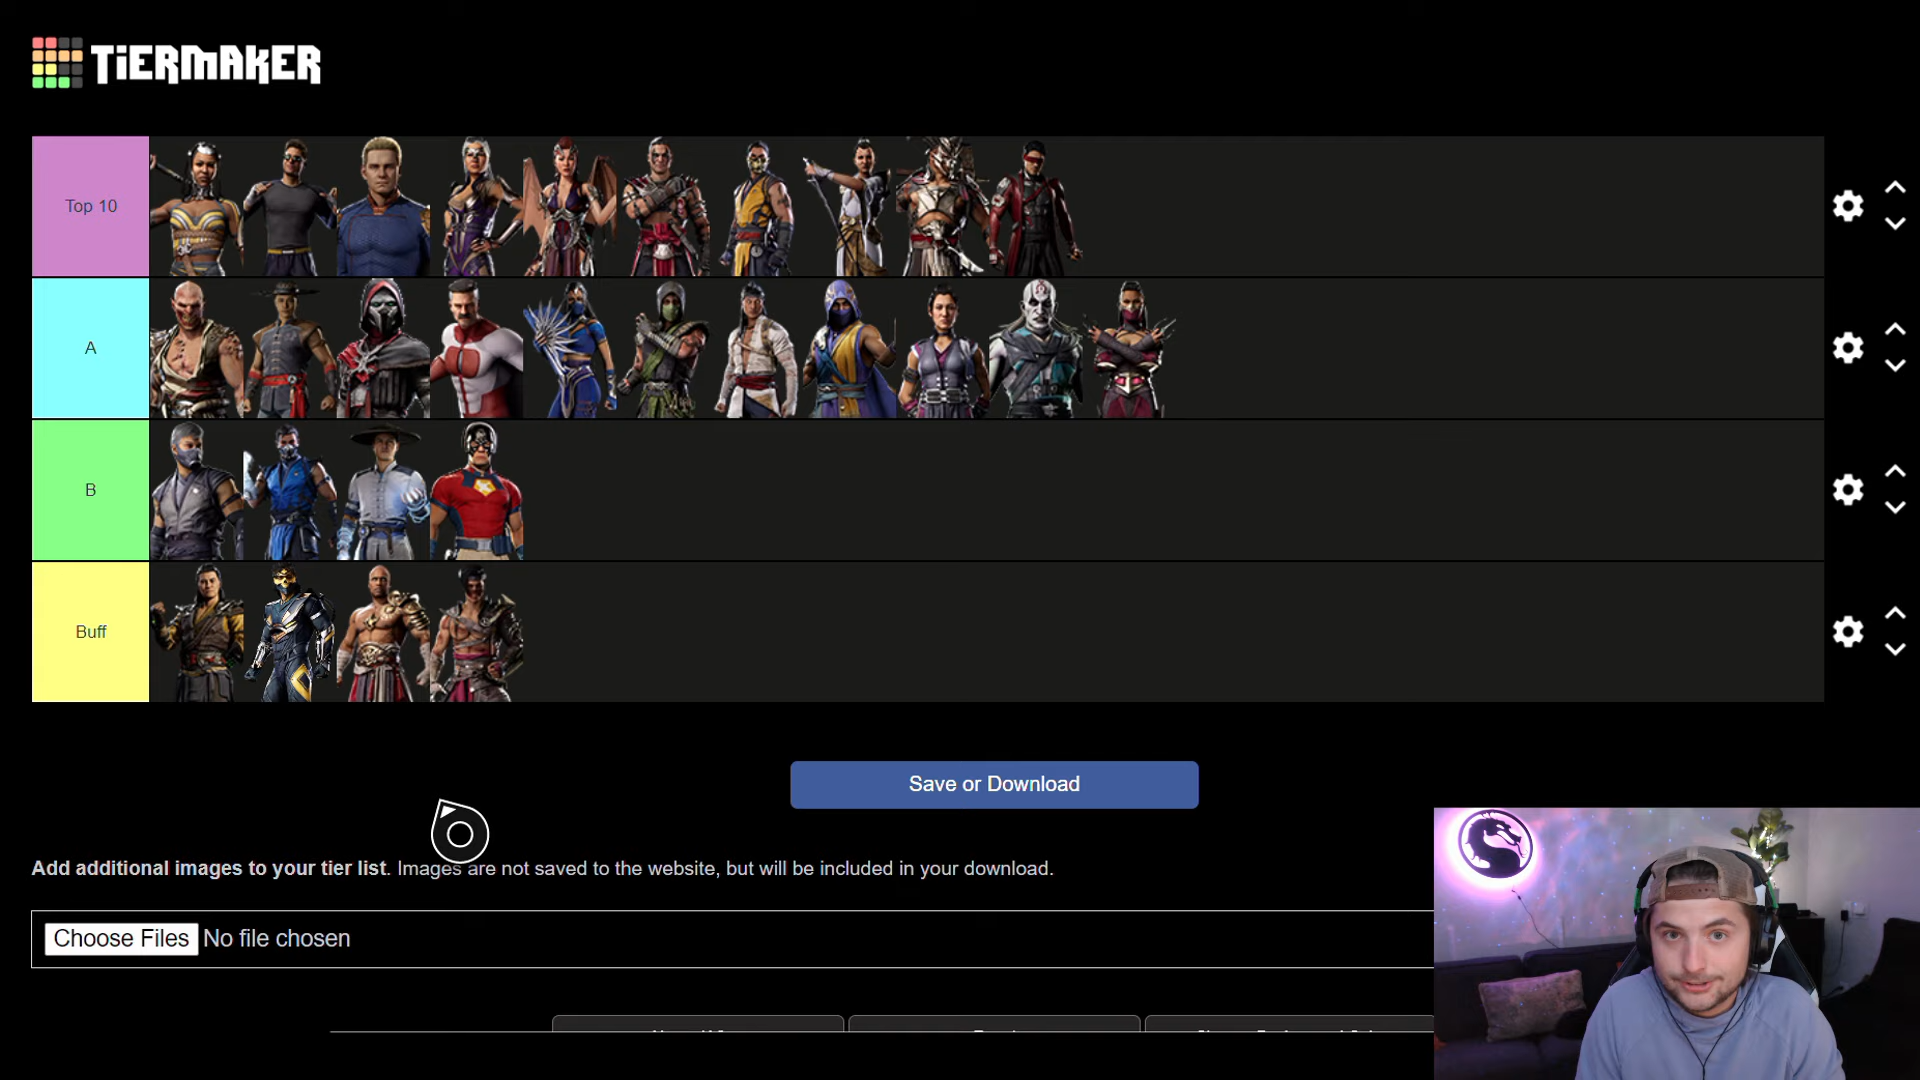 TiERMAKER
Top 10
A
B
Buff
Save or Download
Add additional images to your tier list. Images are not saved to the website, but will be included in your download.
Choose Files No file chosen